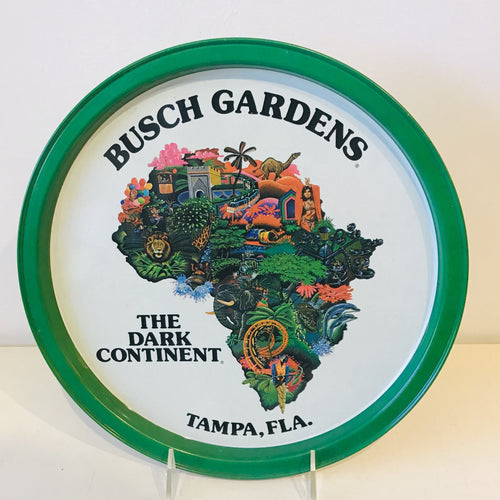 BUSCH GARDENS®
THE
DARK
CONTINENT®
TAMPA, FLA.